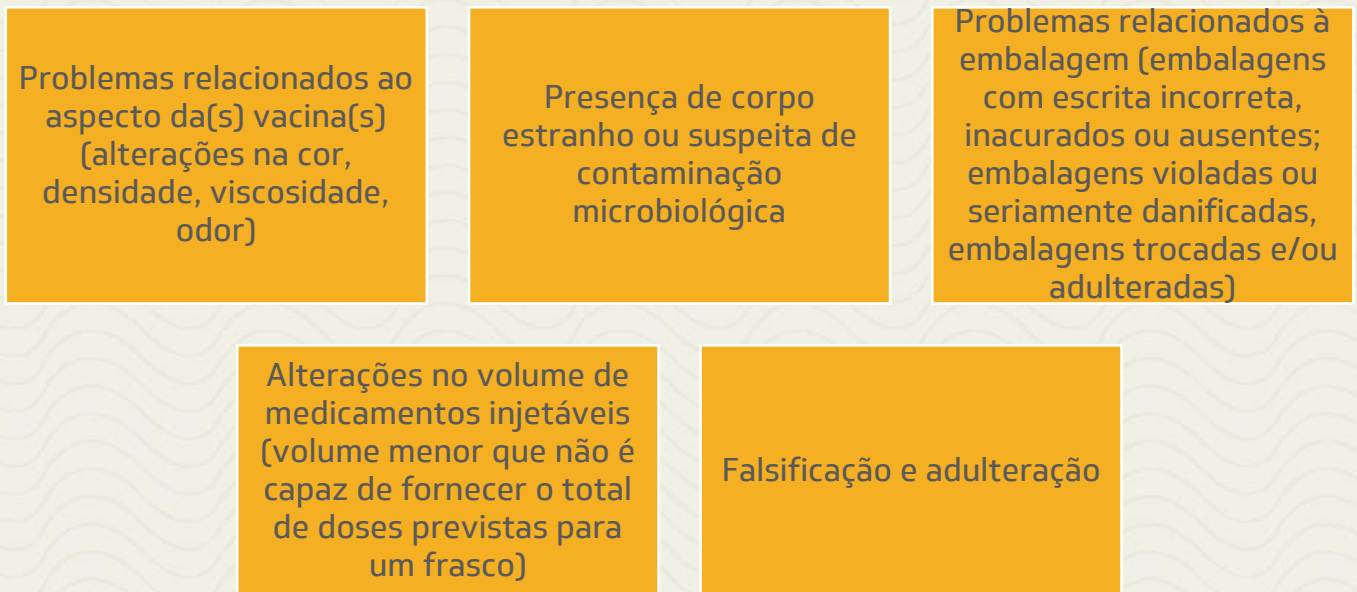 Problemas relacionados ao
aspecto da(s) vacina(s)
(alterações na cor,
densidade, viscosidade,
odor)
Presença de corpo
estranho ou suspeita de
contaminação
microbiológica
Problemas relacionados à
embalagem (embalagens
com escrita incorreta,
inacurados ou ausentes;
embalagens violadas ou
seriamente danificadas,
embalagens trocadas e/ou
adulteradas)
Alterações no volume de
medicamentos injetáveis
(volume menor que não é
capaz de fornecer o total
de doses previstas para
um frasco)
Falsificação e adulteração